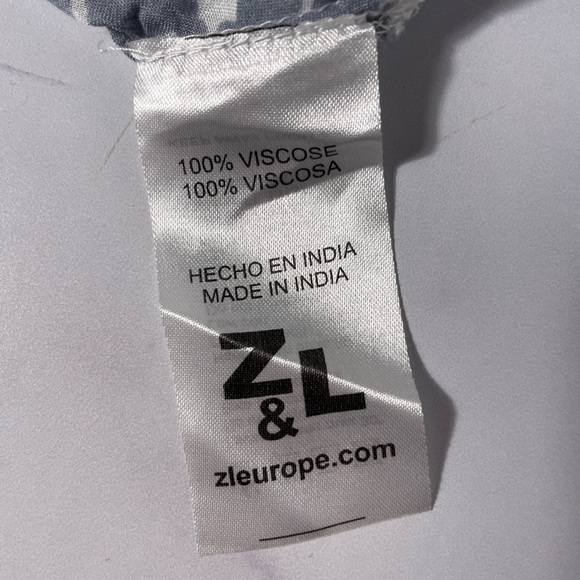 100% VISCOSE
100% VISCOSA
HECHO EN INDIA
MADE IN INDIA
Z&L
zleurope.com